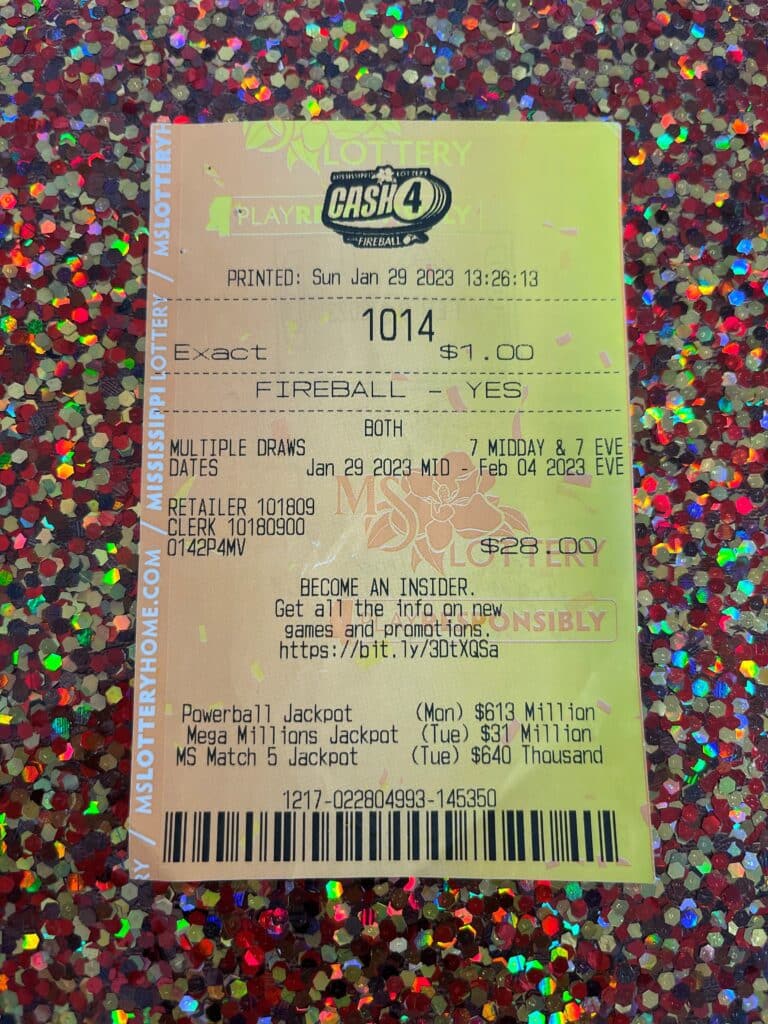 LOTTERY
PLAYRESPONSIBLY
MISSISSIPPI LOTTERY
CASH 4
FIREBALL
PRINTED: Sun Jan 29 2023 13:26:13
1014
Exact $1.00
FIREBALL - YES
BOTH
MULTIPLE DRAWS 7 MIDDAY & 7 EVE
DATES Jan 29 2023 MID - Feb 04 2023 EVE
RETAILER 101809
CLERK 10180900
0142P4MV $28.00
MS LOTTERY
BECOME AN INSIDER.
Get all the info on new
games and promotions.
https://bit.ly/3DtXQSa
PLAYRESPONSIBLY
Powerball Jackpot (Mon) $613 Million
Mega Millions Jackpot (Tue) $31 Million
MS Match 5 Jackpot (Tue) $640 Thousand
1217-022804993-145350
RY / MSLOTTERYHOME.COM / MISSISSIPPI LOTTERY / MSLOTTERYH